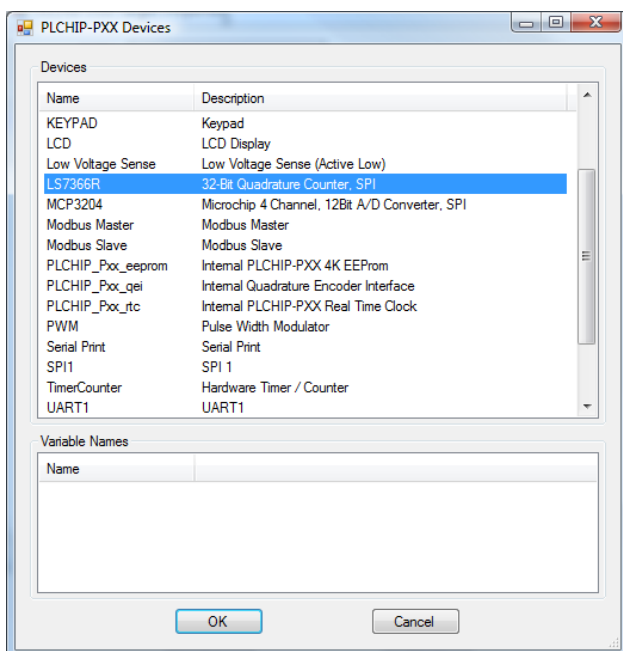 PLCHIP-PXX Devices
Devices
Name Description
KEYPAD Keypad
LCD LCD Display
Low Voltage Sense Low Voltage Sense (Active Low)
LS7366R 32-Bit Quadrature Counter, SPI
MCP3204 Microchip 4 Channel, 12Bit A/D Converter, SPI
Modbus Master Modbus Master
Modbus Slave Modbus Slave
PLCHIP_Pxx_eeprom Internal PLCHIP-PXX 4K EEProm
PLCHIP_Pxx_qei Internal Quadrature Encoder Interface
PLCHIP_Pxx_rtc Internal PLCHIP-PXX Real Time Clock
PWM Pulse Width Modulator
Serial Print Serial Print
SPI1 SPI 1
TimerCounter Hardware Timer / Counter
UART1 UART1
Variable Names
Name
OK Cancel